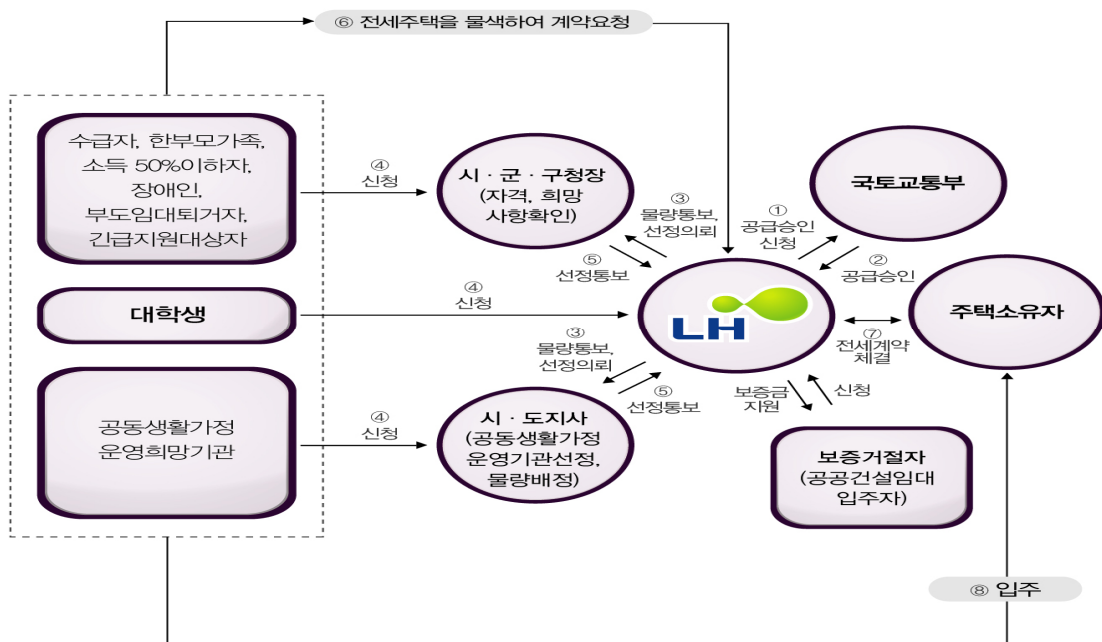 ⑥ 전세주택을 물색하여 계약요청
수급자, 한부모가족,
소득 50%이하자,
장애인,
부도임대퇴거자,
긴급지원대상자
④
신청
시 · 군 · 구청장
(자격, 희망
사항확인)
③
물량통보,
선정의뢰
⑤
선정통보
①
공급승인
신청
②
공급승인
국토교통부
대학생
④
신청
LH
⑦
전세계약
체결
주택소유자
③
물량통보,
선정의뢰
⑤
선정통보
공동생활가정
운영희망기관
④
신청
시 · 도지사
(공동생활가정
운영기관선정,
물량배정)
보증금
지원
신청
보증거절자
(공공건설임대
입주자)
⑧ 입주